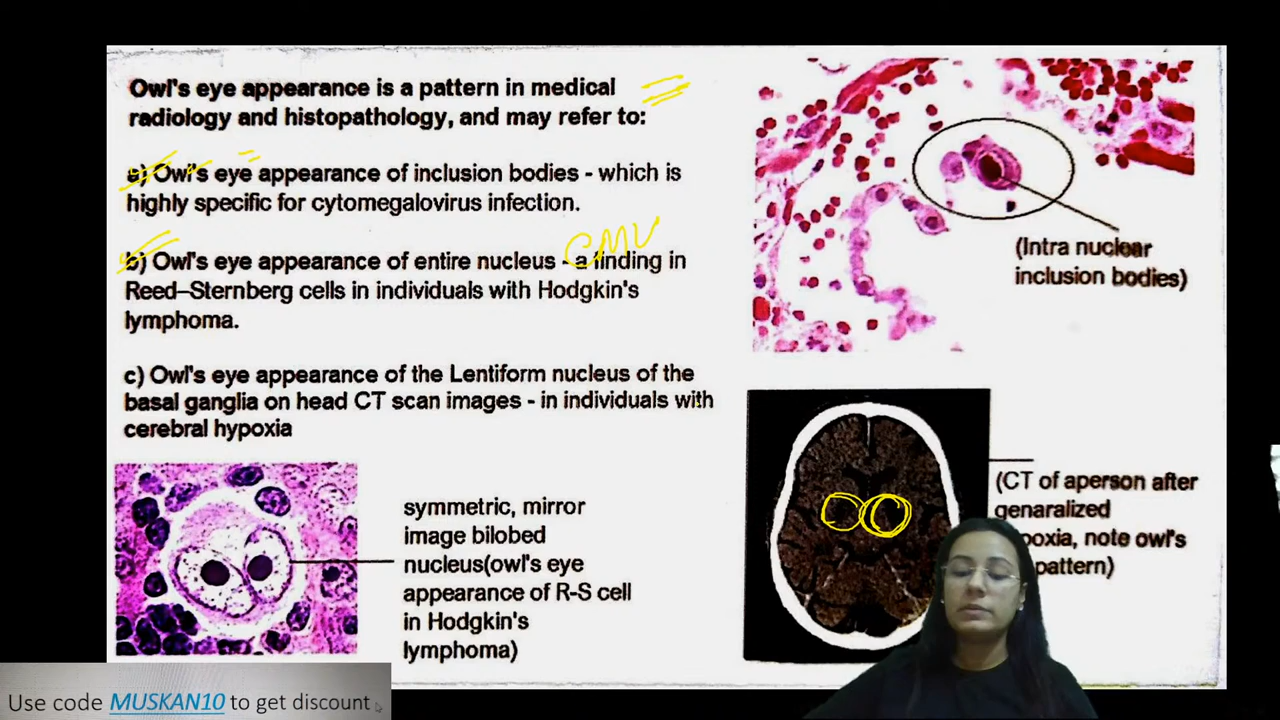 Owl's eye appearance is a pattern in medical
radiology and histopathology, and may refer to:
a) Owl's eye appearance of inclusion bodies - which is
highly specific for cytomegalovirus infection.
CMV
b) Owl's eye appearance of entire nucleus - a finding in
Reed–Sternberg cells in individuals with Hodgkin's
lymphoma.
c) Owl's eye appearance of the Lentiform nucleus of the
basal ganglia on head CT scan images - in individuals with
cerebral hypoxia
(Intra nuclear
inclusion bodies)
symmetric, mirror
image bilobed
nucleus(owl's eye
appearance of R-S cell
in Hodgkin's
lymphoma)
(CT of aperson after
genaralized
poxia, note owl's
pattern)
Use code MUSKAN10 to get discount